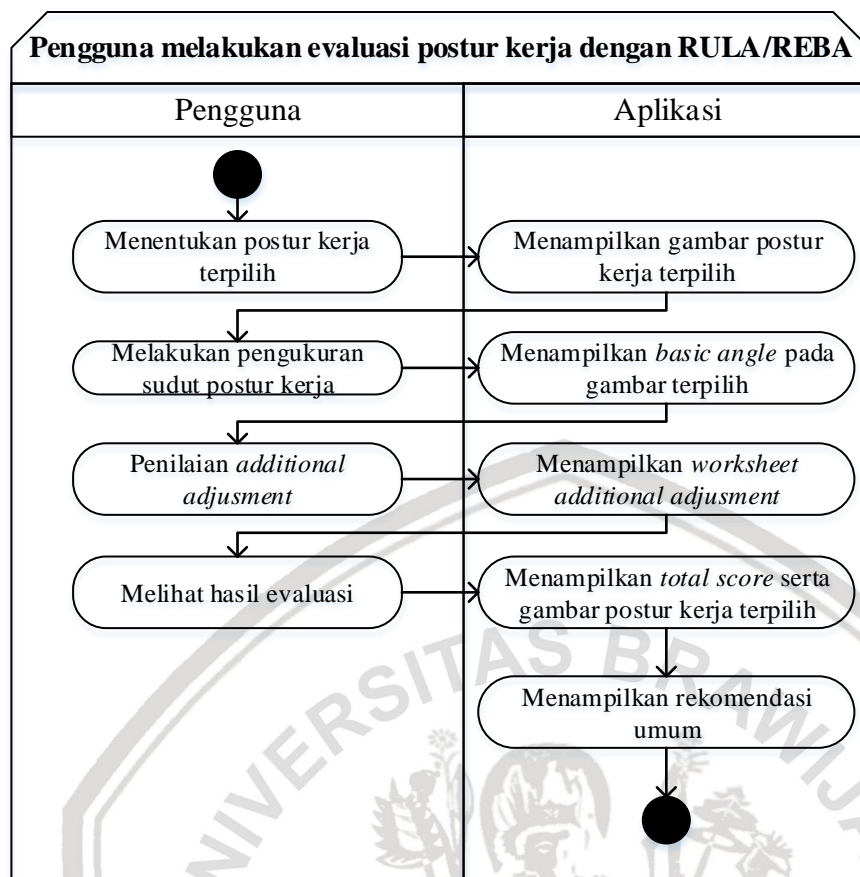 Pengguna melakukan evaluasi postur kerja dengan RULA/REBA
Pengguna
Aplikasi
Menentukan postur kerja
terpilih
Menampilkan gambar postur
kerja terpilih
Melakukan pengukuran
sudut postur kerja
Menampilkan basic angle pada
gambar terpilih
Penilaian additional
adjusment
Menampilkan worksheet
additional adjusment
Melihat hasil evaluasi
Menampilkan total score serta
gambar postur kerja terpilih
Menampilkan rekomendasi
umum
UNIVERSITAS BRAWIJA